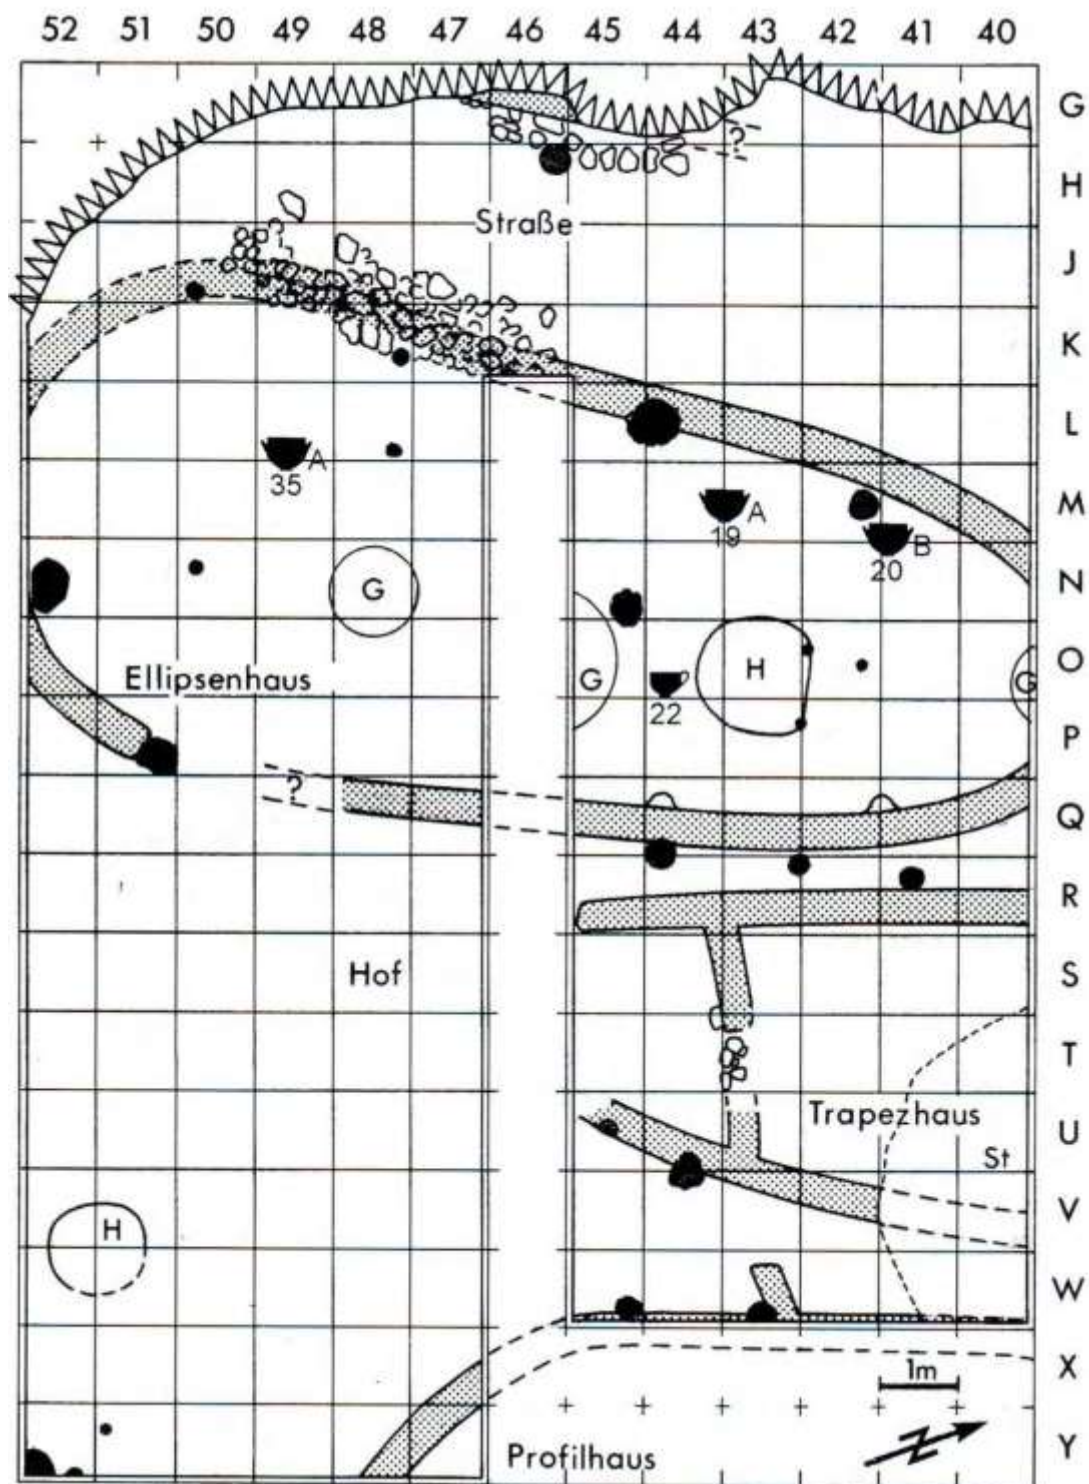 52 51 50 49 48 47 46 45 44 43 42 41 40
G
?
H
Straße
J
K
L
A
35
M
A
19
B
20
N
G
O
G
H
G
Ellipsenhaus
22
P
?
Q
R
Hof
S
T
Trapezhaus
U
St
H
V
W
X
1m
Profilhaus
Y